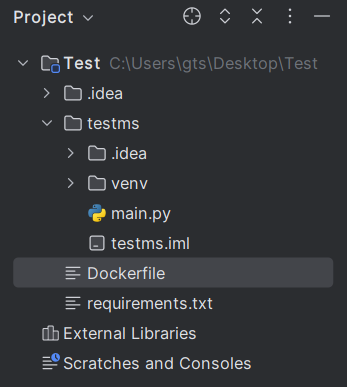 Project
Test C:\Users\gts\Desktop\Test
.idea
testms
.idea
venv
main.py
testms.iml
Dockerfile
requirements.txt
External Libraries
Scratches and Consoles